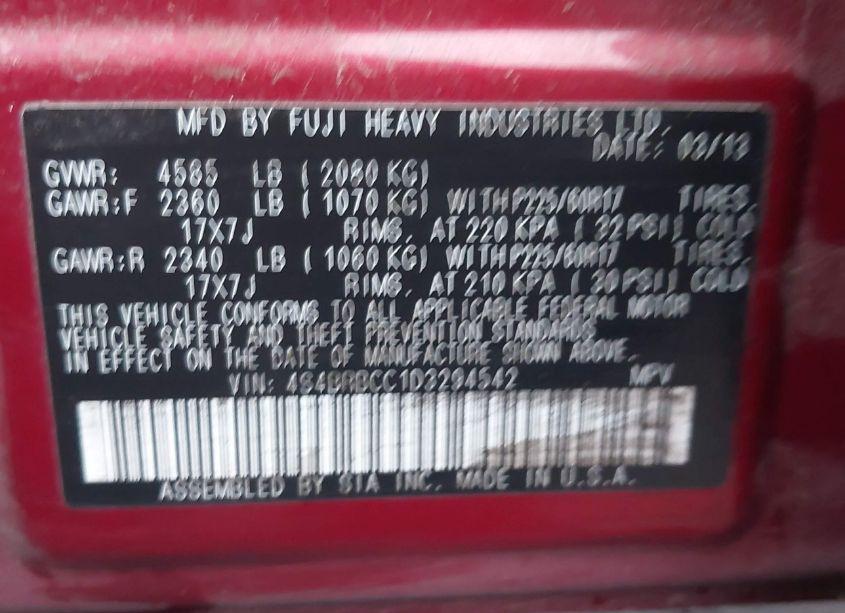 MFD BY FUJI HEAVY INDUSTRIES LTD.
DATE: 03/13
GVWR: 4585 LB ( 2080 KG)
GAWR:F 2360 LB ( 1070 KG) WITH P225/60R17 TIRES,
17X7J RIMS, AT 220 KPA ( 32 PSI) COLD
GAWR:R 2340 LB ( 1060 KG) WITH P225/60R17 TIRES,
17X7J RIMS, AT 210 KPA ( 30 PSI) COLD
THIS VEHICLE CONFORMS TO ALL APPLICABLE FEDERAL MOTOR
VEHICLE SAFETY AND THEFT PREVENTION STANDARDS
IN EFFECT ON THE DATE OF MANUFACTURE SHOWN ABOVE.
VIN: 4S4BRBCC1D3294542 MPV
ASSEMBLED BY SIA INC. MADE IN U.S.A.